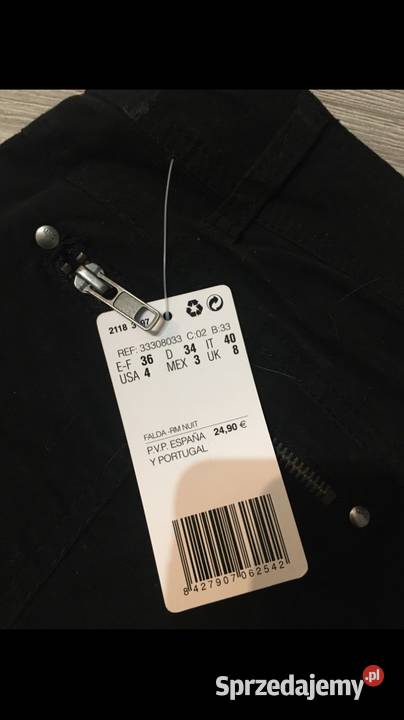 2118 3 97
REF: 33308033 C:02 B:33
E-F 36 D 34 IT 40
USA 4 MEX 3 UK 8
FALDA -RM NUIT
P.V.P. ESPAÑA 24,90 €
Y PORTUGAL
8 427907 062542
Sprzedajemy.pl